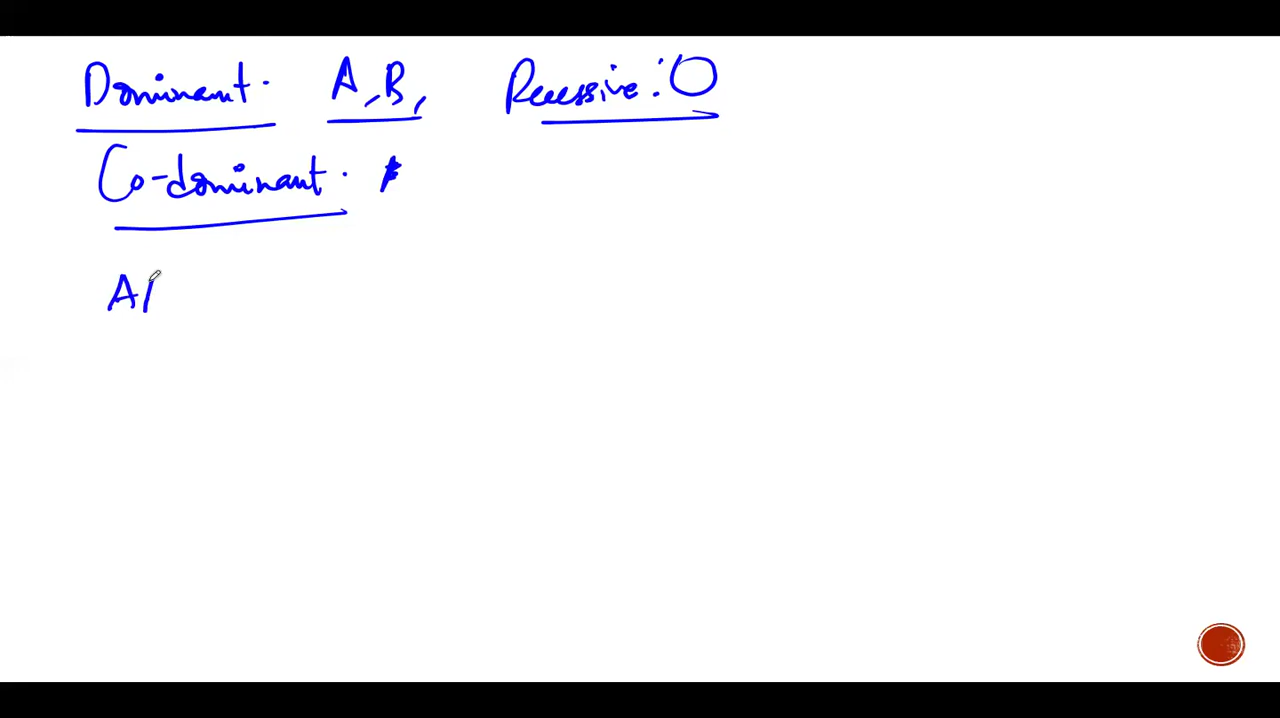 Dominant. A, B, Recessive: O
Co-dominant.
A